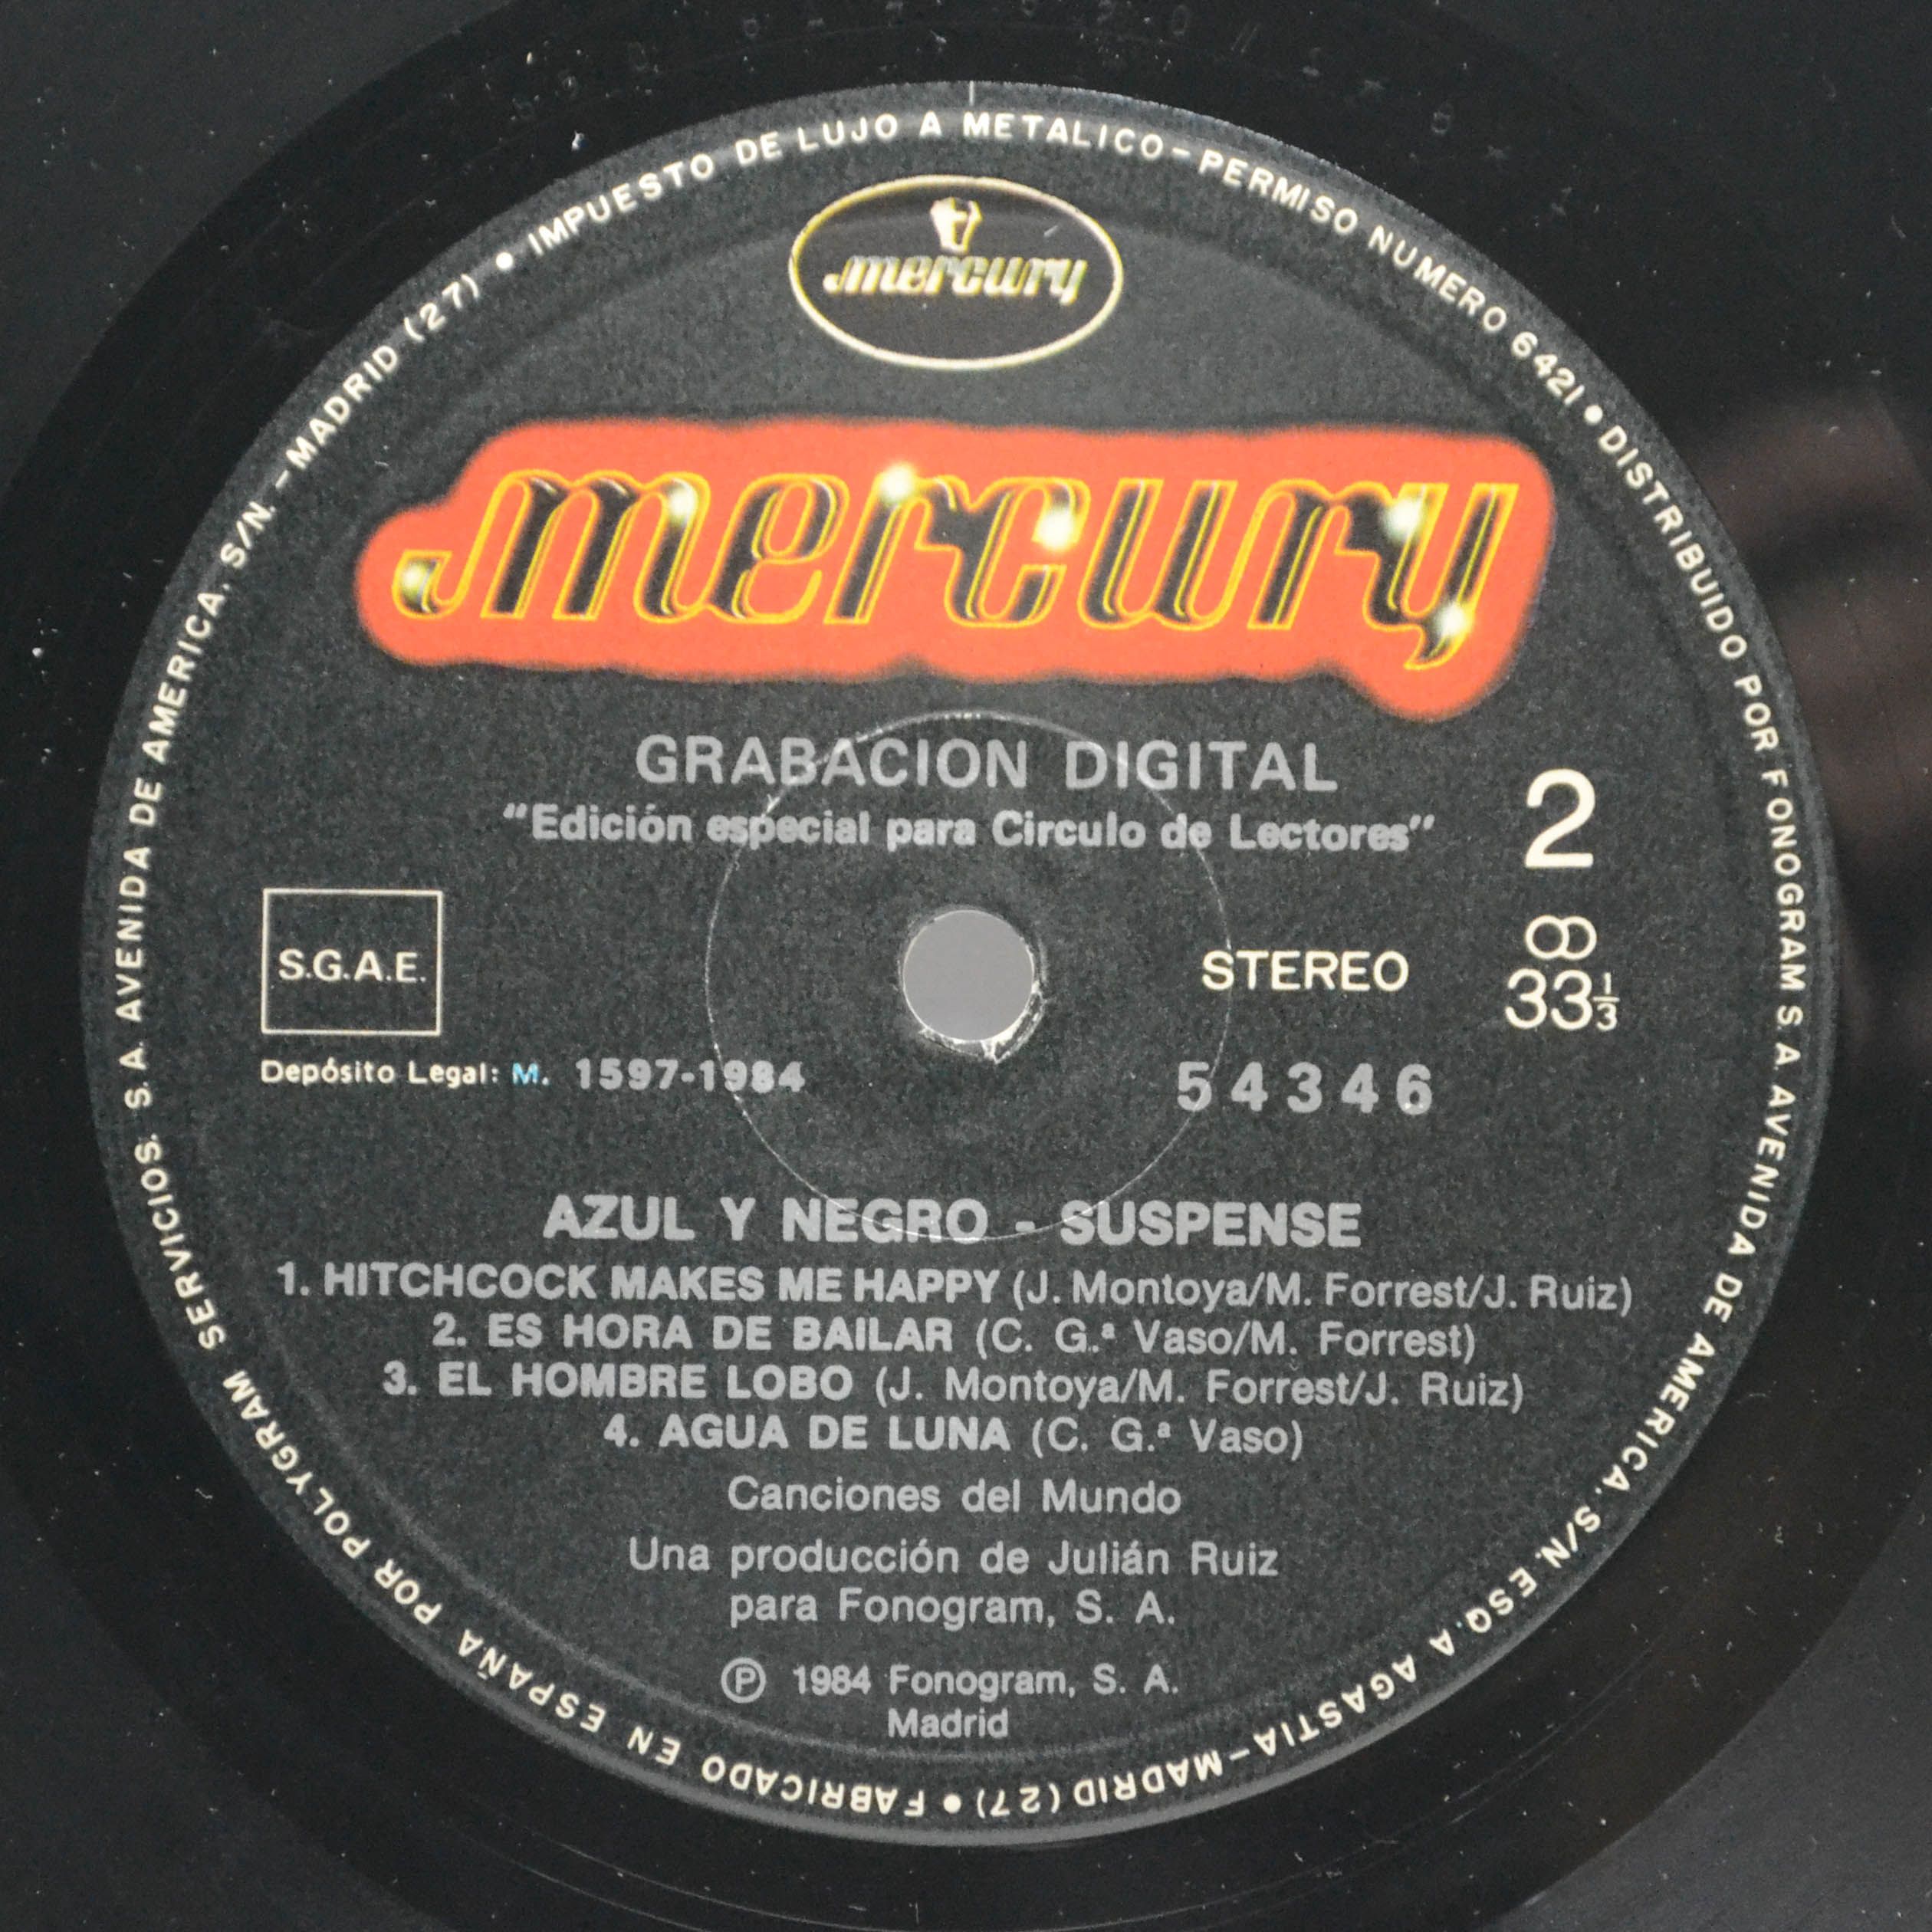 IMPUESTO DE LUJO A METALICO - PERMISO NUMERO 6421 • DISTRIBUIDO POR FONOGRAM S. A. AVENIDA DE AMERICA. S/N. ESQ. A AGASTIA - MADRID (27) • FABRICADO EN ESPAÑA POR POLYGRAM SERVICIOS. S. A. AVENIDA DE AMERICA. S/N. - MADRID (27) •
mercury
mercury
GRABACION DIGITAL
"Edición especial para Circulo de Lectores"
2
S.G.A.E.
STEREO
33⅓
Depósito Legal: M. 1597-1984
54346
AZUL Y NEGRO - SUSPENSE
1. HITCHCOCK MAKES ME HAPPY (J. Montoya/M. Forrest/J. Ruiz)
2. ES HORA DE BAILAR (C. G.ª Vaso/M. Forrest)
3. EL HOMBRE LOBO (J. Montoya/M. Forrest/J. Ruiz)
4. AGUA DE LUNA (C. G.ª Vaso)
Canciones del Mundo
Una producción de Julián Ruiz
para Fonogram, S. A.
℗ 1984 Fonogram, S. A.
Madrid